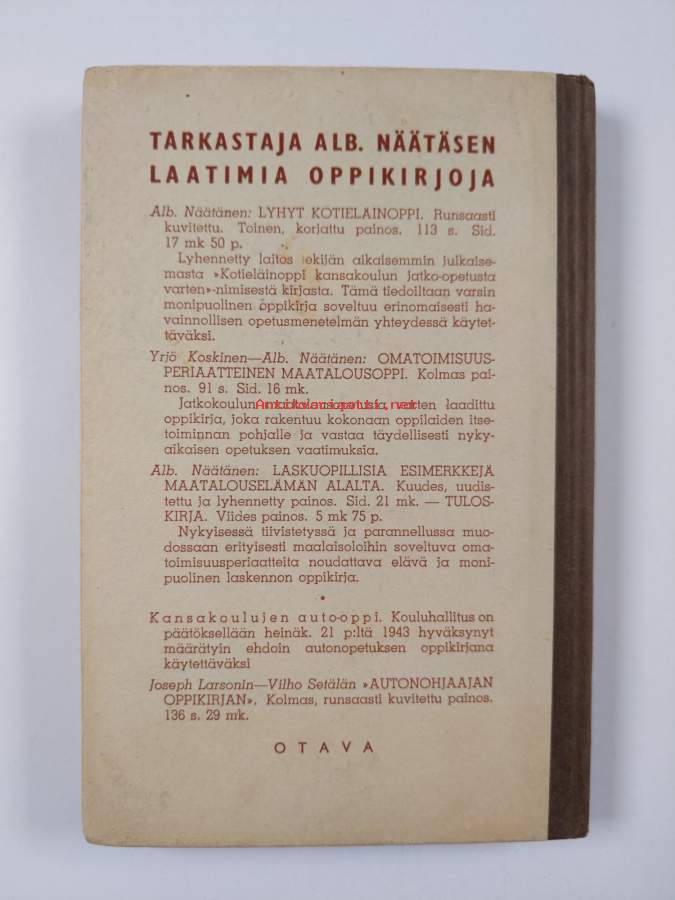 TARKASTAJA ALB. NÄÄTÄSEN
LAATIMIA OPPIKIRJOJA
Alb. Näätänen: LYHYT KOTIELÄINOPPI. Runsaasti
kuvitettu. Toinen, korjattu painos. 113 s. Sid.
17 mk 50 p.
Lyhennetty laitos tekijän aikaisemmin julkaise-
masta »Kotieläinoppi kansakoulun jatko-opetusta
varten»-nimisestä kirjasta. Tämä tiedoiltaan varsin
monipuolinen oppikirja soveltuu erinomaisesti ha-
vainnollisen opetusmenetelmän yhteydessä käytet-
täväksi.
Yrjö Koskinen—Alb. Näätänen: OMATOIMISUUS-
PERIAATTEINEN MAATALOUSOPPI. Kolmas pai-
nos. 91 s. Sid. 16 mk.
Jatkokoulun maatalousopetusta varten laadittu
oppikirja, joka rakentuu kokonaan oppilaiden itse-
toiminnan pohjalle ja vastaa täydellisesti nyky-
aikaisen opetuksen vaatimuksia.
Alb. Näätänen: LASKUOPILLISIA ESIMERKKEJÄ
MAATALOUSELÄMÄN ALALTA. Kuudes, uudis-
tettu ja lyhennetty painos. Sid. 21 mk. — TULOS-
KIRJA. Viides painos. 5 mk 75 p.
Nykyisessä tiivistetyssä ja parannellussa muo-
dossaan erityisesti maalaisoloihin soveltuva oma-
toimisuusperiaatteita noudattava elävä ja moni-
puolinen laskennon oppikirja.
•
Kansakoulujen auto-oppi. Kouluhallitus on
päätöksellään heinäk. 21 p:ltä 1943 hyväksynyt
määrätyin ehdoin autonopetuksen oppikirjana
käytettäväksi
Joseph Larsonin—Vilho Setälän »AUTONOHJAAJAN
OPPIKIRJAN». Kolmas, runsaasti kuvitettu painos.
136 s. 29 mk.
OTAVA